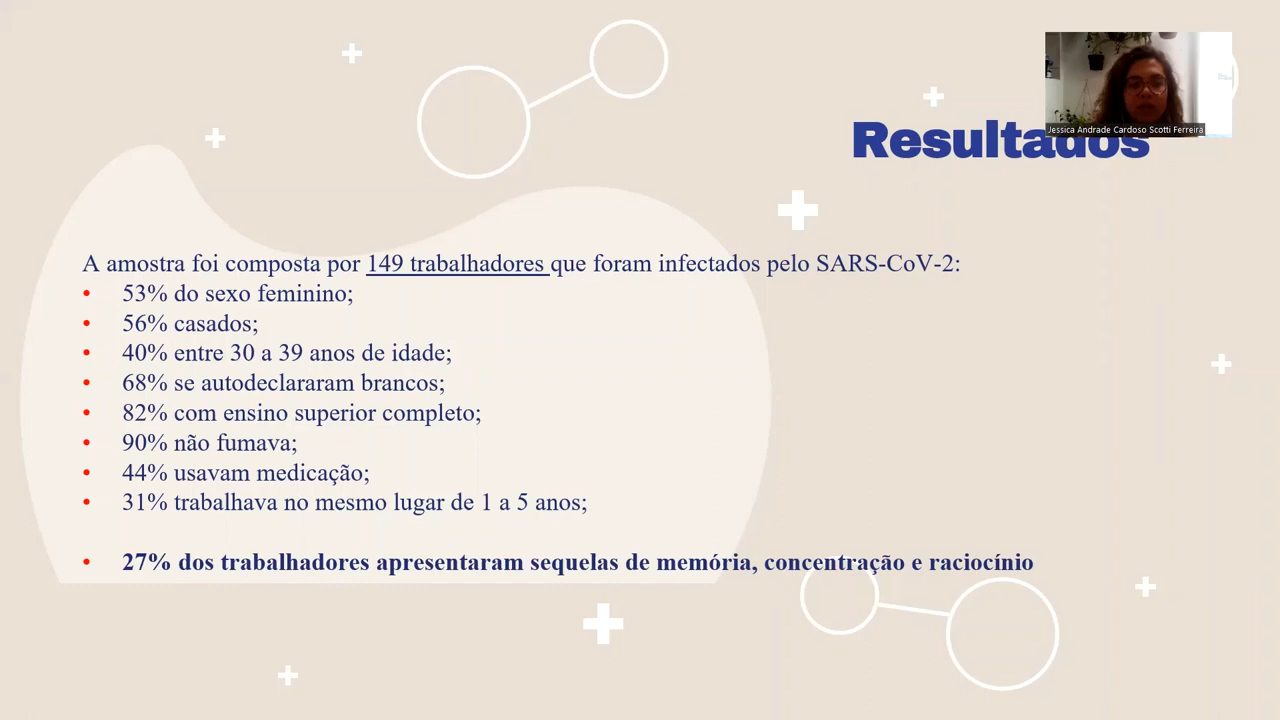 Jessica Andrade Cardoso Scotti Ferreira
Resultados
A amostra foi composta por 149 trabalhadores que foram infectados pelo SARS-CoV-2:
• 53% do sexo feminino;
• 56% casados;
• 40% entre 30 a 39 anos de idade;
• 68% se autodeclararam brancos;
• 82% com ensino superior completo;
• 90% não fumava;
• 44% usavam medicação;
• 31% trabalhava no mesmo lugar de 1 a 5 anos;
• 27% dos trabalhadores apresentaram sequelas de memória, concentração e raciocínio